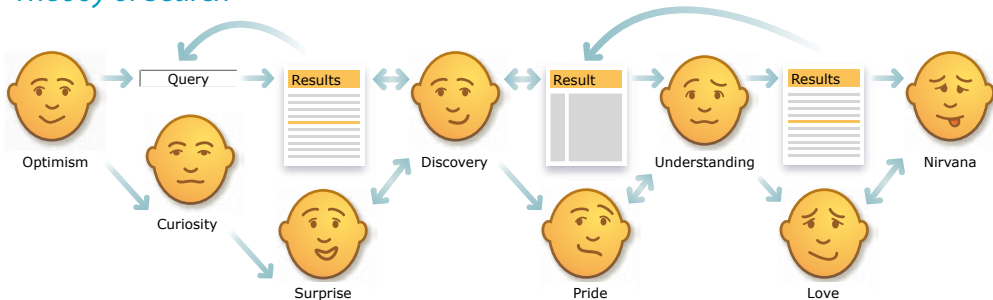 Query
Results
Result
Results
Optimism
Discovery
Understanding
Nirvana
Curiosity
Surprise
Pride
Love